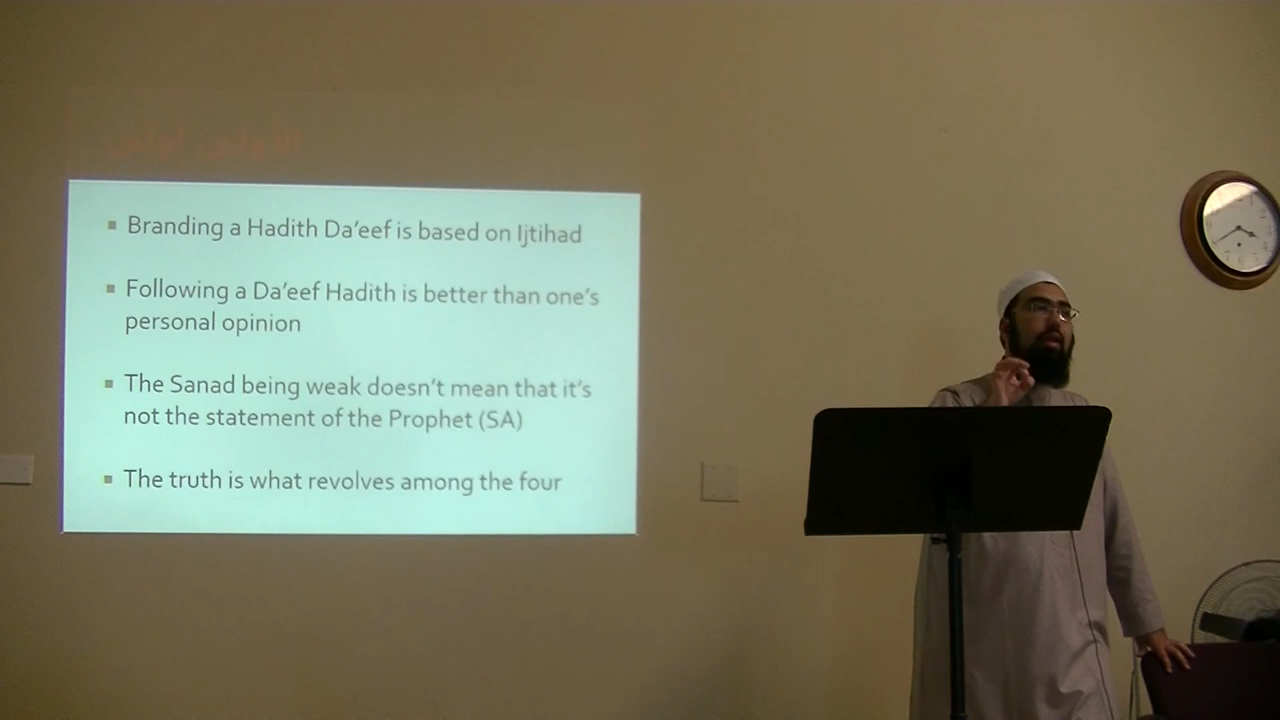 ▪ Branding a Hadith Da’eef is based on Ijtihad
▪ Following a Da’eef Hadith is better than one’s
personal opinion
▪ The Sanad being weak doesn’t mean that it’s
not the statement of the Prophet (SA)
▪ The truth is what revolves among the four